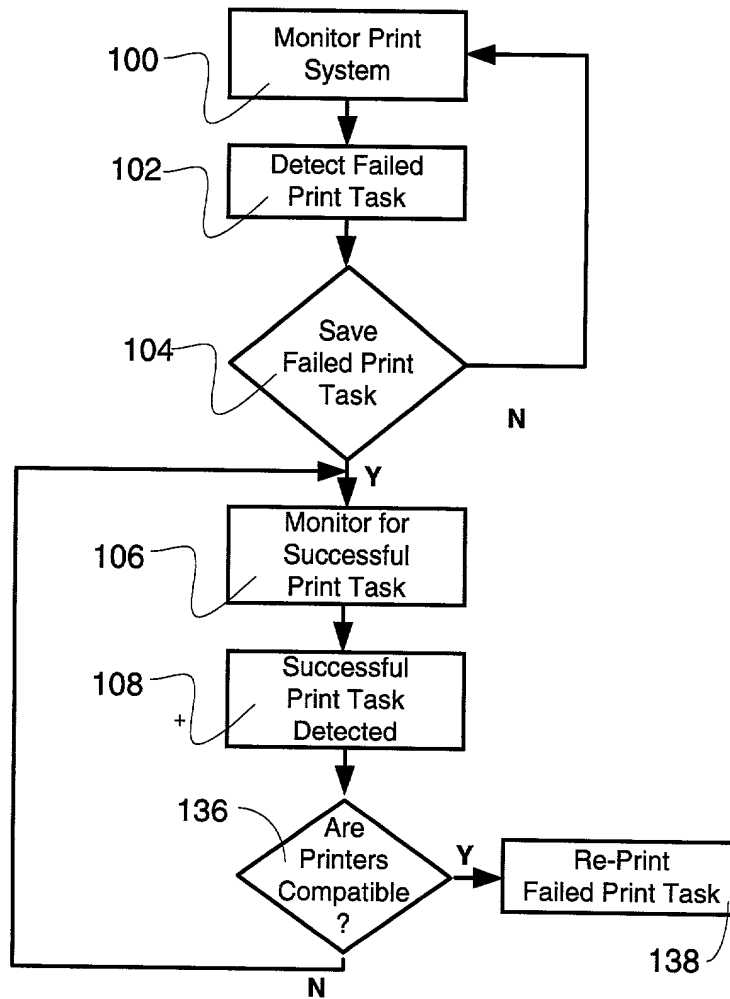 Monitor Print
System
100
Detect Failed
Print Task
102
Save
Failed Print
Task
104
N
Y
Monitor for
Successful
Print Task
106
Successful
Print Task
Detected
108
+
136
Are
Printers
Compatible
?
Y
Re-Print
Failed Print Task
138
N